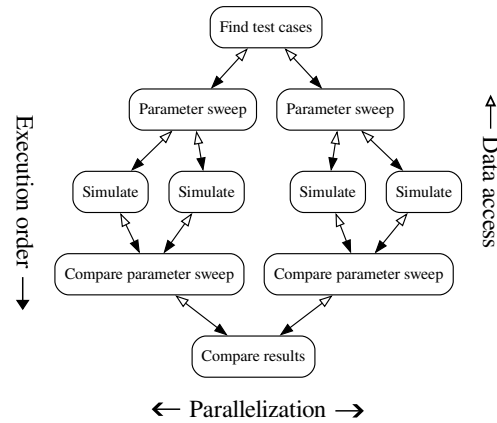 Find test cases
Parameter sweep
Parameter sweep
Execution order
Data access
Simulate
Simulate
Simulate
Simulate
Compare parameter sweep
Compare parameter sweep
Compare results
Parallelization